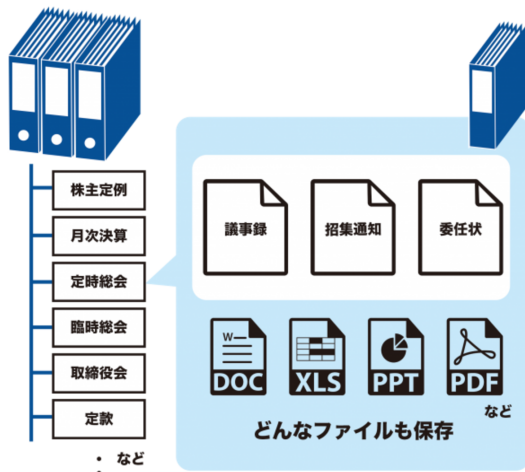 株主定例
月次決算
定時総会
臨時総会
取締役会
定款
・ など
議事録
招集通知
委任状
W
DOC
XLS
PPT
PDF
など
どんなファイルも保存